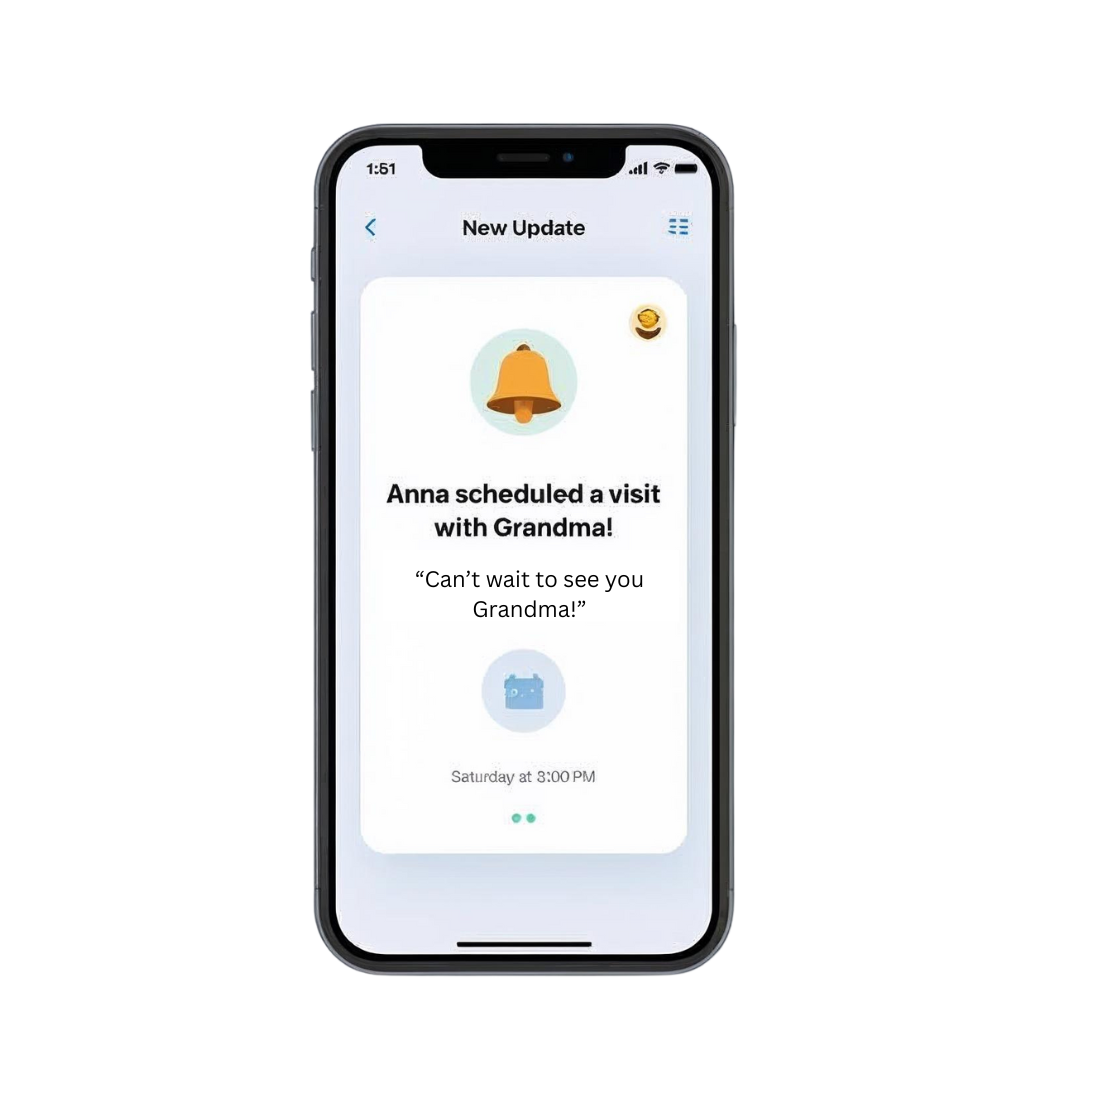 1:51
New Update
Anna scheduled a visit
with Grandma!
“Can’t wait to see you
Grandma!”
Saturday at 3:00 PM